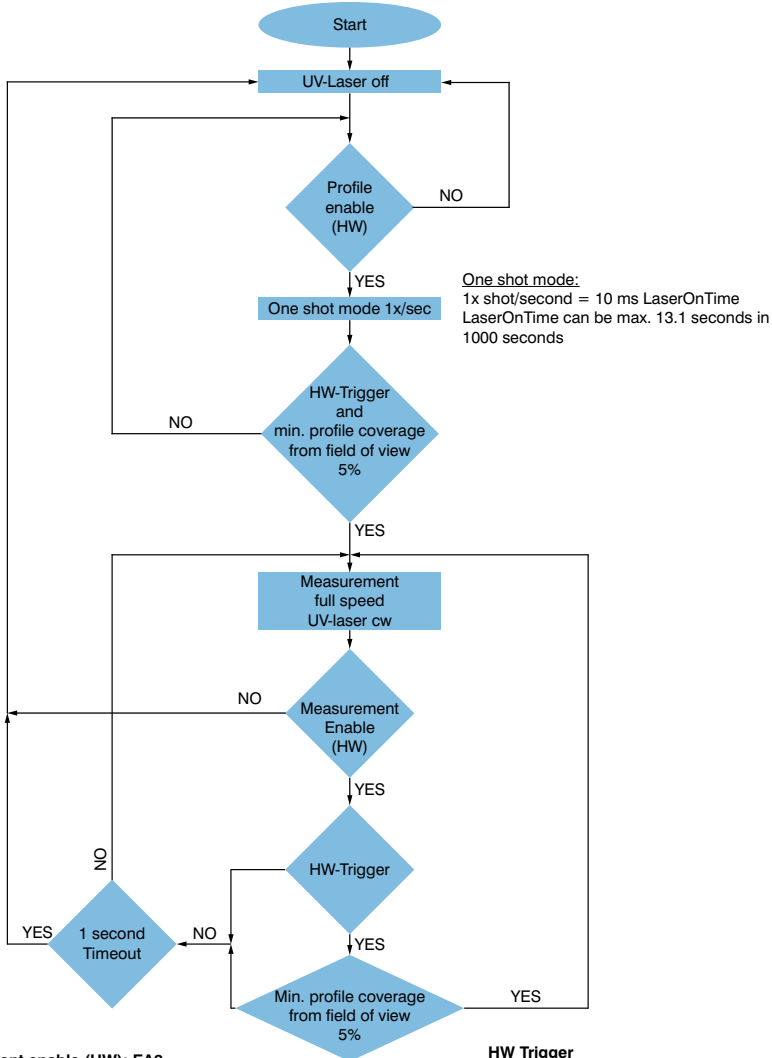 Start
UV-Laser off
Profile
enable
(HW)
NO
YES
One shot mode:
1x shot/second = 10 ms LaserOnTime
LaserOnTime can be max. 13.1 seconds in
1000 seconds
One shot mode 1x/sec
HW-Trigger
and
min. profile coverage
from field of view
5%
NO
YES
Measurement
full speed
UV-laser cw
NO
Measurement
Enable
(HW)
YES
HW-Trigger
NO
YES
1 second
Timeout
YES
NO
Min. profile coverage
from field of view
5%
YES
HW Trigger